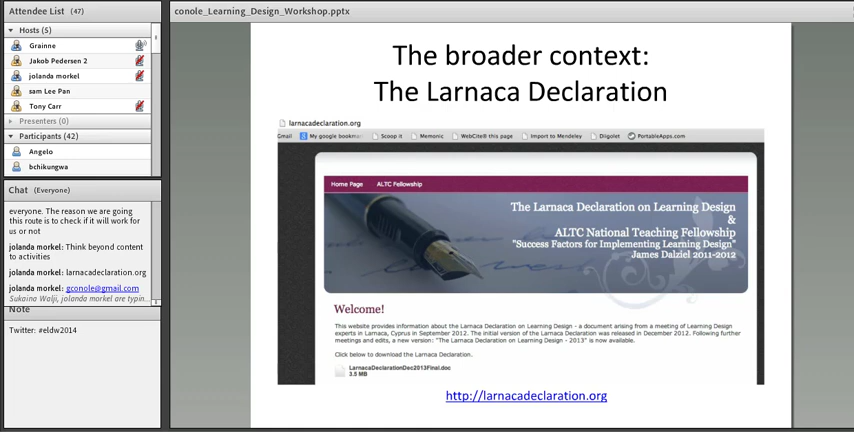 Attendee List (47)
Hosts (5)
Grainne
Jakob Pedersen 2
jolanda morkel
sam Lee Pan
Tony Carr
Presenters (0)
Participants (42)
Angelo
bchikungwa
Chat (Everyone)
everyone. The reason we are going
this route is to check if it will work for
us or not
jolanda morkel: Think beyond content
to activities
jolanda morkel: larnacadeclaration.org
jolanda morkel: gconole@gmail.com
Sukaina Walji, jolanda morkel are typin...
Note
Twitter: #eldw2014
conole_Learning_Design_Workshop.pptx
The broader context:
The Larnaca Declaration
larnacadeclaration.org
Gmail My google bookmar Scoop it Memonic WebCite® this page Import to Mendeley Diigolet PortableApps.com
Home Page ALTC Fellowship
The Larnaca Declaration on Learning Design
&
ALTC National Teaching Fellowship
"Success Factors for Implementing Learning Design"
James Dalziel 2011-2012
Welcome!
This website provides information about the Larnaca Declaration on Learning Design - a document arising from a meeting of Learning Design
experts in Larnaca, Cyprus in September 2012. The initial version of the Larnaca Declaration was released in December 2012. Following further
meetings and edits, a new version: "The Larnaca Declaration on Learning Design - 2013" is now available.
Click below to download the Larnaca Declaration.
LarnacaDeclarationDec2013Final.doc
3.5 MB
http://larnacadeclaration.org